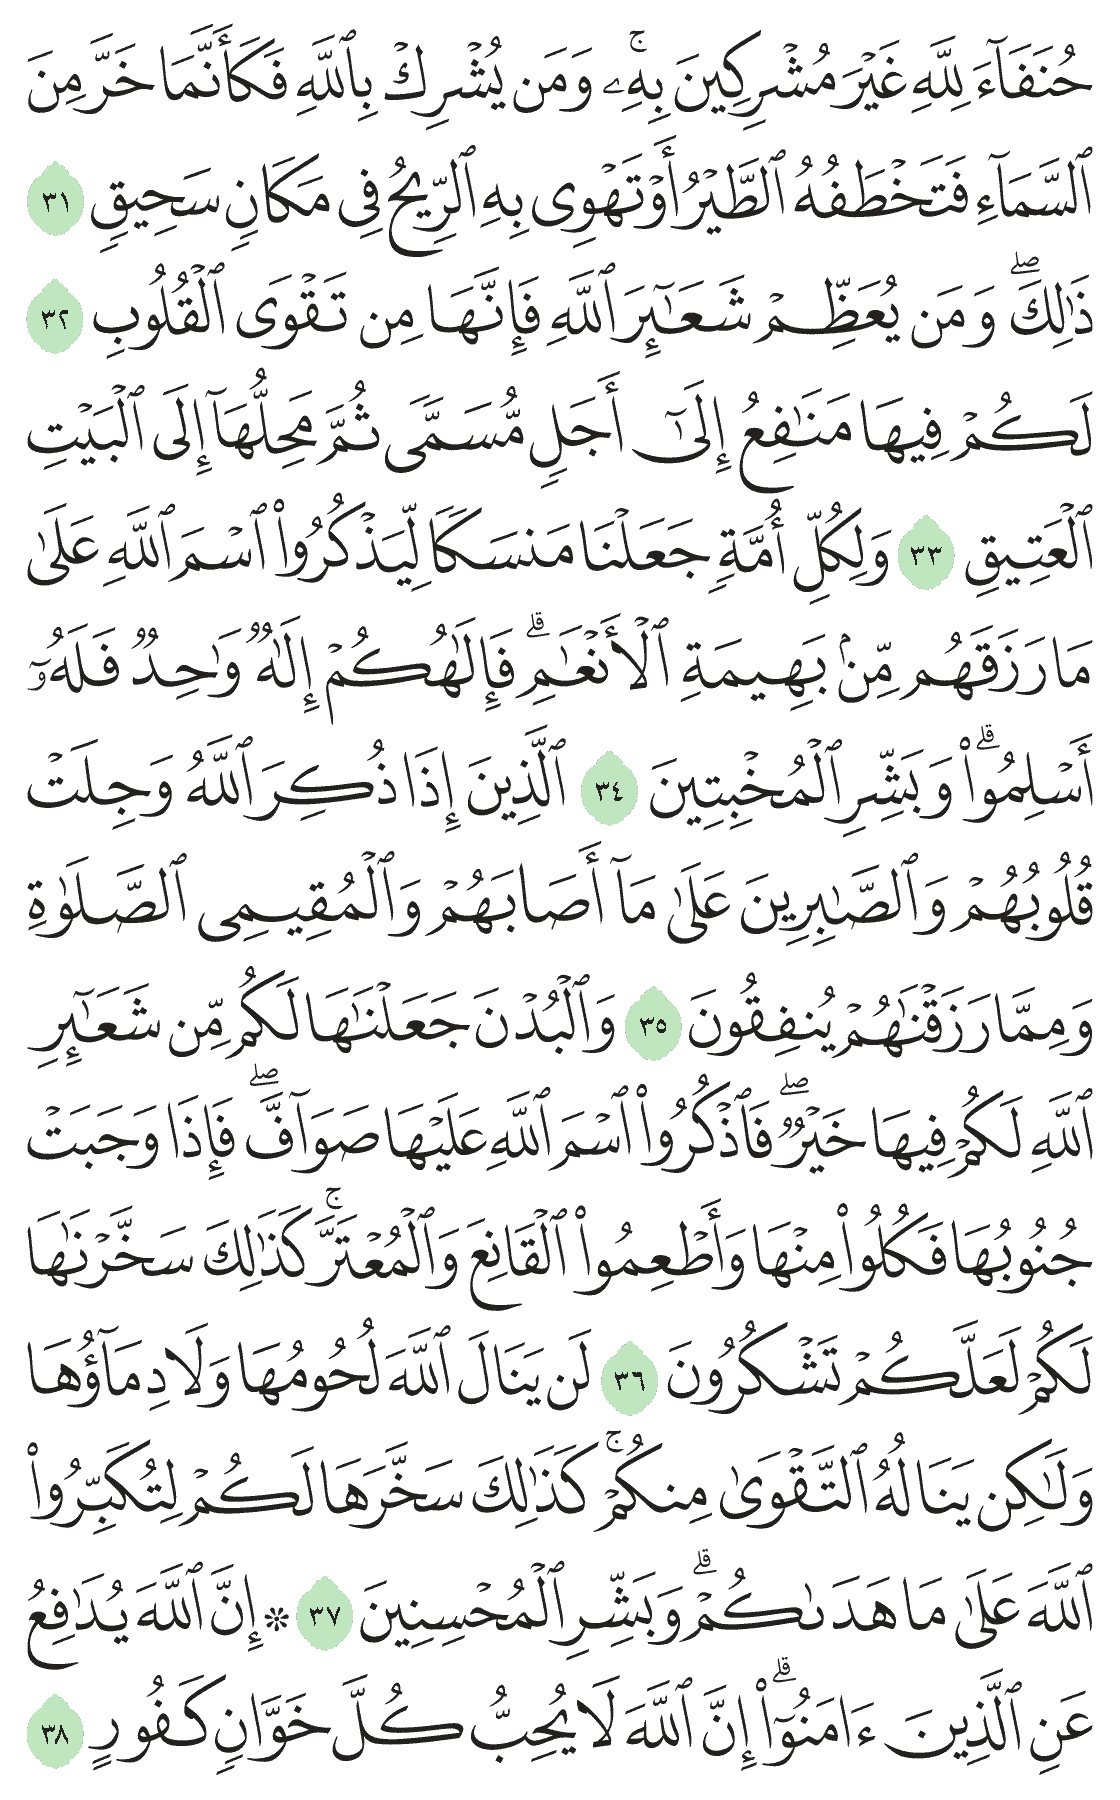 حُنَفَآءَ لِلَّهِ غَيْرَ مُشْرِكِينَ بِهِۦۚ وَمَن يُشْرِكْ بِٱللَّهِ فَكَأَنَّمَا خَرَّ مِنَ
ٱلسَّمَآءِ فَتَخْطَفُهُ ٱلطَّيْرُ أَوْ تَهْوِى بِهِ ٱلرِّيحُ فِى مَكَانٍ سَحِيقٍ ٣١
ذَٰلِكَۖ وَمَن يُعَظِّمْ شَعَٰٓئِرَ ٱللَّهِ فَإِنَّهَا مِن تَقْوَى ٱلْقُلُوبِ ٣٢
لَكُمْ فِيهَا مَنَٰفِعُ إِلَىٰٓ أَجَلٍ مُّسَمًّى ثُمَّ مَحِلُّهَآ إِلَى ٱلْبَيْتِ
ٱلْعَتِيقِ ٣٣ وَلِكُلِّ أُمَّةٍ جَعَلْنَا مَنسَكًا لِّيَذْكُرُوا۟ ٱسْمَ ٱللَّهِ عَلَىٰ
مَا رَزَقَهُم مِّنۢ بَهِيمَةِ ٱلْأَنْعَٰمِۗ فَإِلَٰهُكُمْ إِلَٰهٌ وَٰحِدٌ فَلَهُۥٓ
أَسْلِمُوا۟ۗ وَبَشِّرِ ٱلْمُخْبِتِينَ ٣٤ ٱلَّذِينَ إِذَا ذُكِرَ ٱللَّهُ وَجِلَتْ
قُلُوبُهُمْ وَٱلصَّٰبِرِينَ عَلَىٰ مَآ أَصَابَهُمْ وَٱلْمُقِيمِى ٱلصَّلَوٰةِ
وَمِمَّا رَزَقْنَٰهُمْ يُنفِقُونَ ٣٥ وَٱلْبُدْنَ جَعَلْنَٰهَا لَكُم مِّن شَعَٰٓئِرِ
ٱللَّهِ لَكُمْ فِيهَا خَيْرٌۖ فَٱذْكُرُوا۟ ٱسْمَ ٱللَّهِ عَلَيْهَا صَوَآفَّۖ فَإِذَا وَجَبَتْ
جُنُوبُهَا فَكُلُوا۟ مِنْهَا وَأَطْعِمُوا۟ ٱلْقَانِعَ وَٱلْمُعْتَرَّۚ كَذَٰلِكَ سَخَّرْنَٰهَا
لَكُمْ لَعَلَّكُمْ تَشْكُرُونَ ٣٦ لَن يَنَالَ ٱللَّهَ لُحُومُهَا وَلَا دِمَآؤُهَا
وَلَٰكِن يَنَالُهُ ٱلتَّقْوَىٰ مِنكُمْۚ كَذَٰلِكَ سَخَّرَهَا لَكُمْ لِتُكَبِّرُوا۟
ٱللَّهَ عَلَىٰ مَا هَدَىٰكُمْۗ وَبَشِّرِ ٱلْمُحْسِنِينَ ٣٧ ۞ إِنَّ ٱللَّهَ يُدَٰفِعُ
عَنِ ٱلَّذِينَ ءَامَنُوٓا۟ۗ إِنَّ ٱللَّهَ لَا يُحِبُّ كُلَّ خَوَّانٍ كَفُورٍ ٣٨